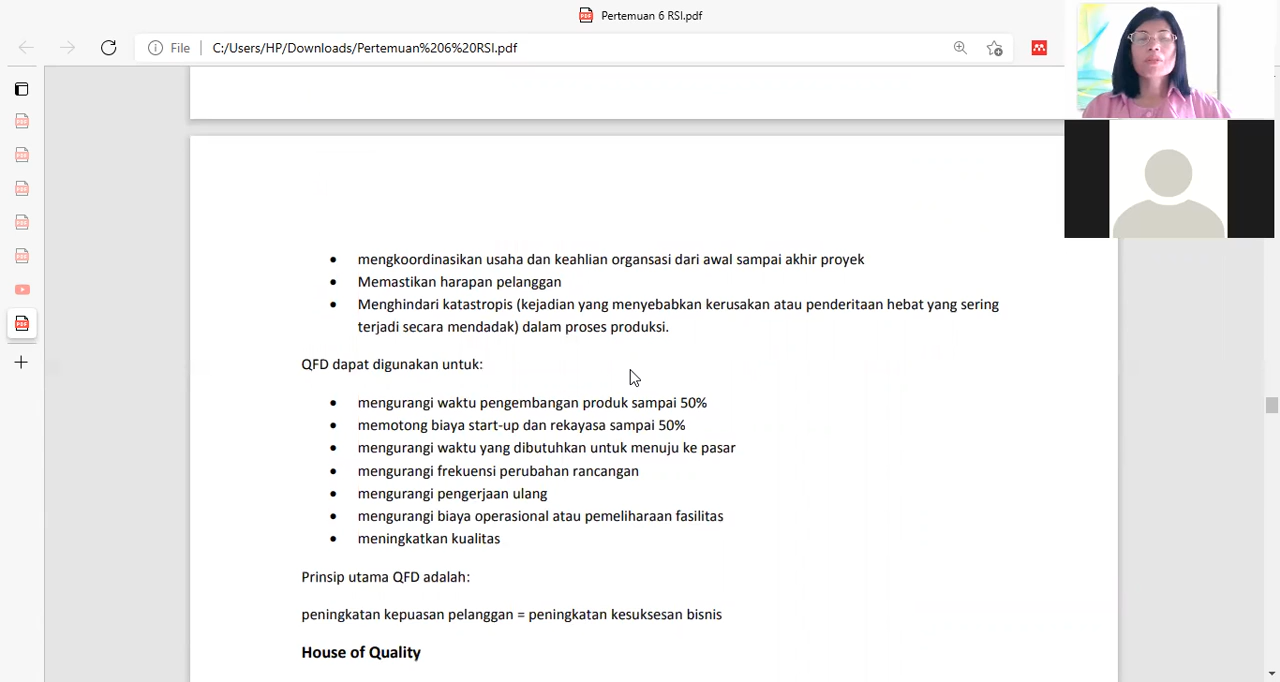 Pertemuan 6 RSI.pdf
File
C:/Users/HP/Downloads/Pertemuan%206%20RSI.pdf
• mengkoordinasikan usaha dan keahlian organsasi dari awal sampai akhir proyek
• Memastikan harapan pelanggan
• Menghindari katastropis (kejadian yang menyebabkan kerusakan atau penderitaan hebat yang sering
terjadi secara mendadak) dalam proses produksi.
QFD dapat digunakan untuk:
• mengurangi waktu pengembangan produk sampai 50%
• memotong biaya start-up dan rekayasa sampai 50%
• mengurangi waktu yang dibutuhkan untuk menuju ke pasar
• mengurangi frekuensi perubahan rancangan
• mengurangi pengerjaan ulang
• mengurangi biaya operasional atau pemeliharaan fasilitas
• meningkatkan kualitas
Prinsip utama QFD adalah:
peningkatan kepuasan pelanggan = peningkatan kesuksesan bisnis
House of Quality